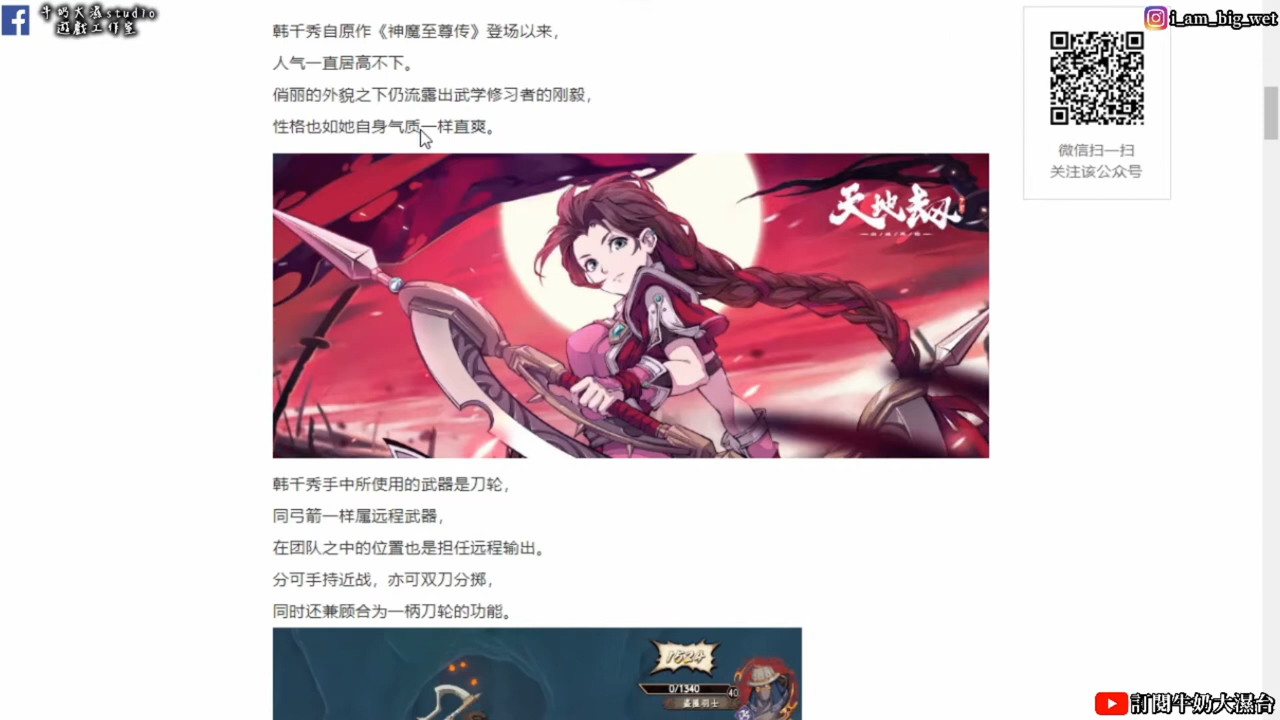 牛奶大濕studio
遊戲工作室
i_am_big_wet
韩千秀自原作《神魔至尊传》登场以来，
人气一直居高不下。
俏丽的外貌之下仍流露出武学修习者的刚毅，
性格也如她自身气质一样直爽。
微信扫一扫
关注该公众号
天地劫
韩千秀手中所使用的武器是刀轮，
同弓箭一样属远程武器，
在团队之中的位置也是担任远程输出。
分可手持近战，亦可双刀分掷，
同时还兼顾合为一柄刀轮的功能。
1524
0/1340
40
訂閱牛奶大濕台